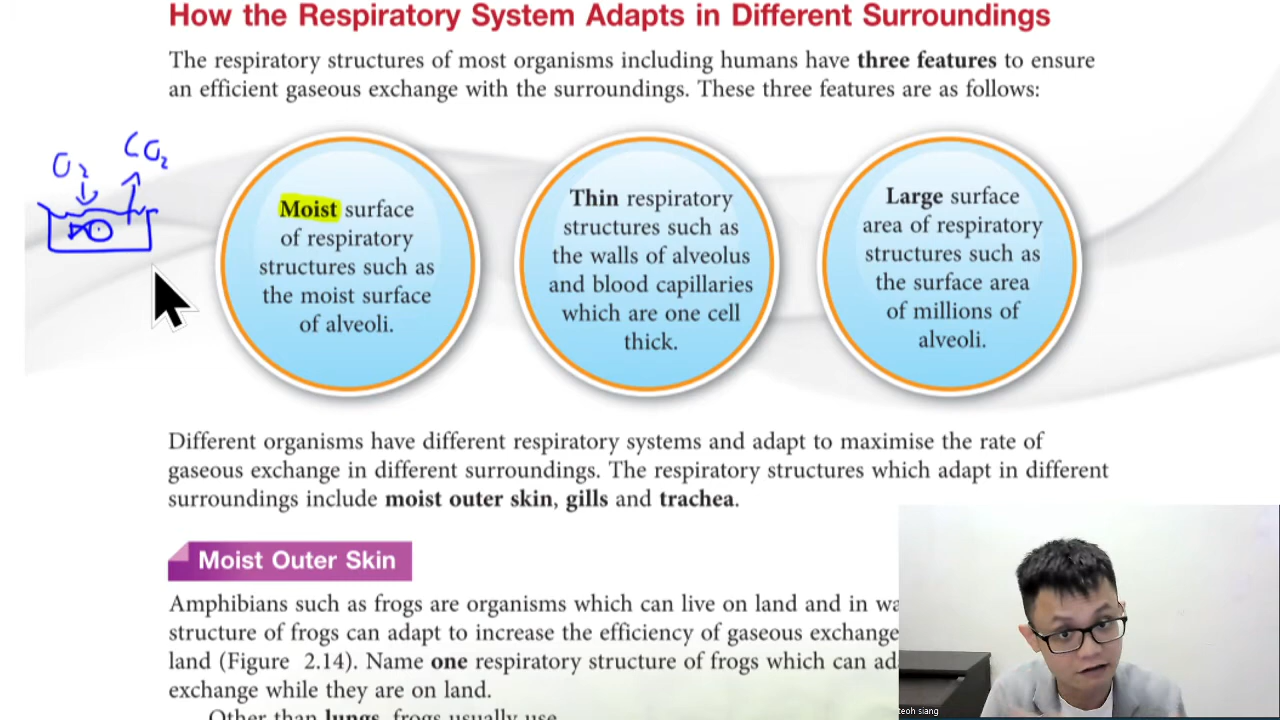 How the Respiratory System Adapts in Different Surroundings
The respiratory structures of most organisms including humans have three features to ensure
an efficient gaseous exchange with the surroundings. These three features are as follows:
O2
CO2
Moist surface
of respiratory
structures such as
the moist surface
of alveoli.
Thin respiratory
structures such as
the walls of alveolus
and blood capillaries
which are one cell
thick.
Large surface
area of respiratory
structures such as
the surface area
of millions of
alveoli.
Different organisms have different respiratory systems and adapt to maximise the rate of
gaseous exchange in different surroundings. The respiratory structures which adapt in different
surroundings include moist outer skin, gills and trachea.
Moist Outer Skin
Amphibians such as frogs are organisms which can live on land and in wa
structure of frogs can adapt to increase the efficiency of gaseous exchange
land (Figure 2.14). Name one respiratory structure of frogs which can ad
exchange while they are on land.
Other than lungs, frogs usually use
teoh siang